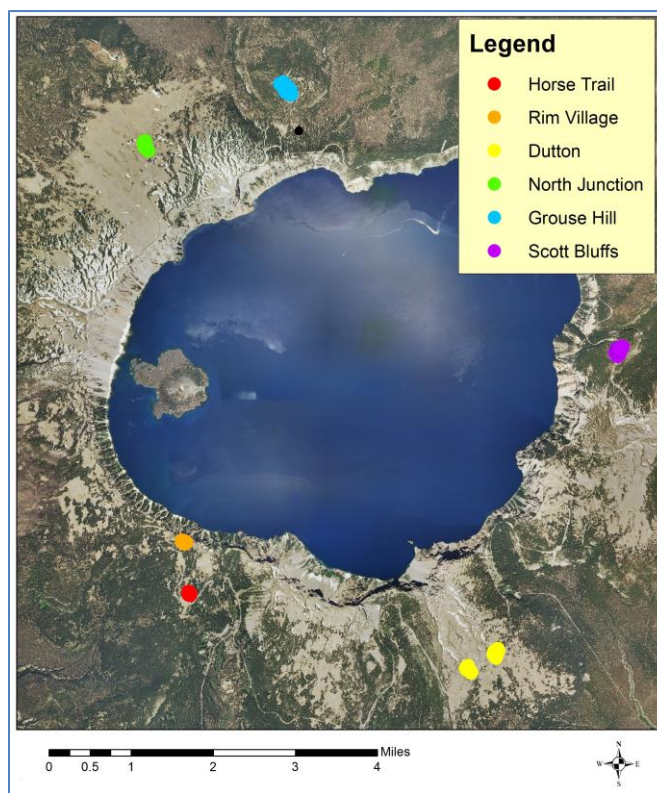 Legend
Horse Trail
Rim Village
Dutton
North Junction
Grouse Hill
Scott Bluffs
Miles
0 0.5 1 2 3 4
N
W E
S